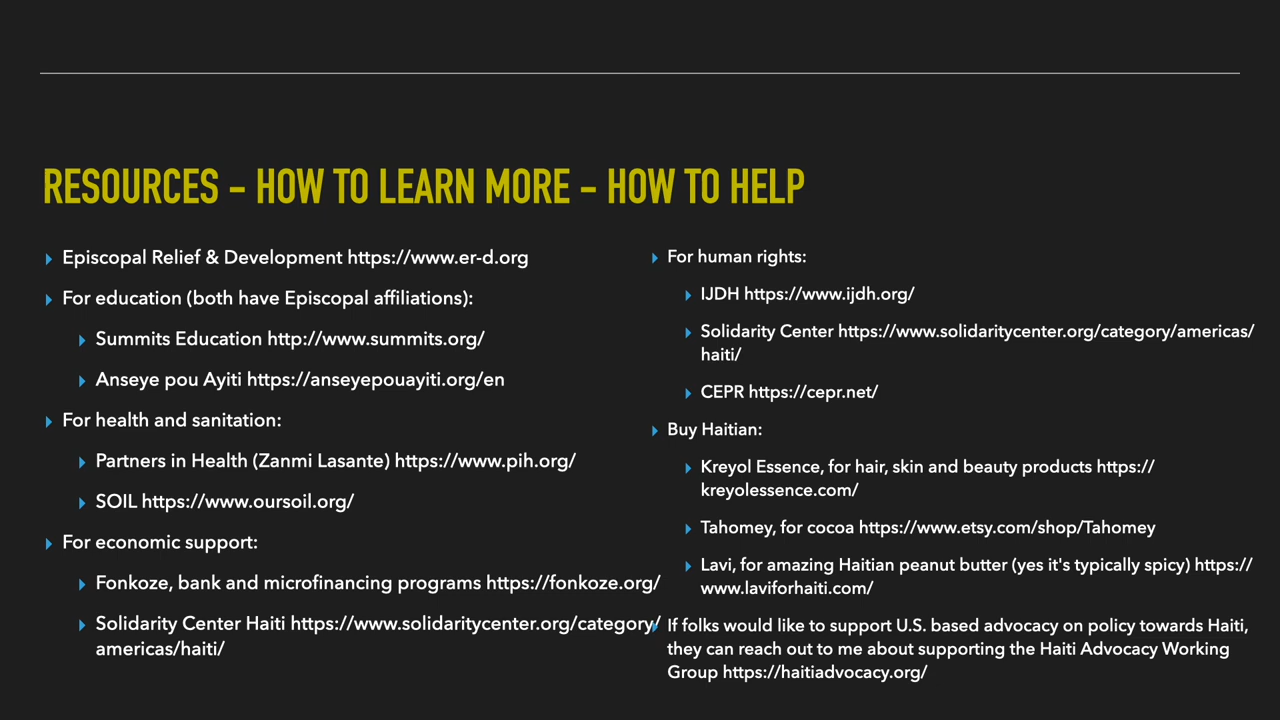 RESOURCES – HOW TO LEARN MORE – HOW TO HELP
Episcopal Relief & Development https://www.er-d.org
For education (both have Episcopal affiliations):
Summits Education http://www.summits.org/
Anseye pou Ayiti https://anseyepouayiti.org/en
For health and sanitation:
Partners in Health (Zanmi Lasante) https://www.pih.org/
SOIL https://www.oursoil.org/
For economic support:
Fonkoze, bank and microfinancing programs https://fonkoze.org/
Solidarity Center Haiti https://www.solidaritycenter.org/category/
americas/haiti/
For human rights:
IJDH https://www.ijdh.org/
Solidarity Center https://www.solidaritycenter.org/category/americas/
haiti/
CEPR https://cepr.net/
Buy Haitian:
Kreyol Essence, for hair, skin and beauty products https://
kreyolessence.com/
Tahomey, for cocoa https://www.etsy.com/shop/Tahomey
Lavi, for amazing Haitian peanut butter (yes it's typically spicy) https://
www.laviforhaiti.com/
If folks would like to support U.S. based advocacy on policy towards Haiti,
they can reach out to me about supporting the Haiti Advocacy Working
Group https://haitiadvocacy.org/